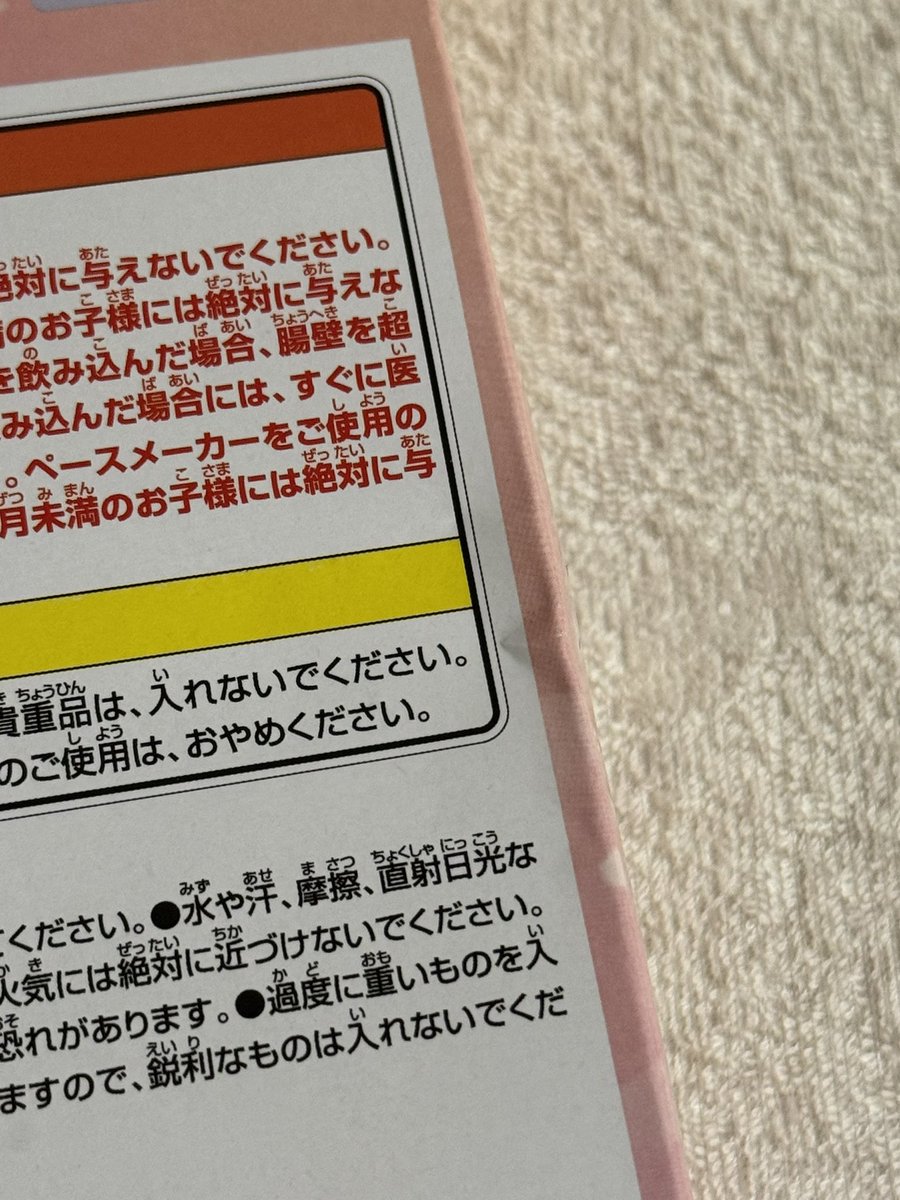 絶対に与えないでください。
満のお子様には絶対に与えな
を飲み込んだ場合、腸壁を超
み込んだ場合には、すぐに医
。ペースメーカーをご使用の
月未満のお子様には絶対に与
貴重品は、入れないでください。
のご使用は、おやめください。
ください。●水や汗、摩擦、直射日光な
火気には絶対に近づけないでください。
恐れがあります。●過度に重いものを入
ますので、鋭利なものは入れないでくだ